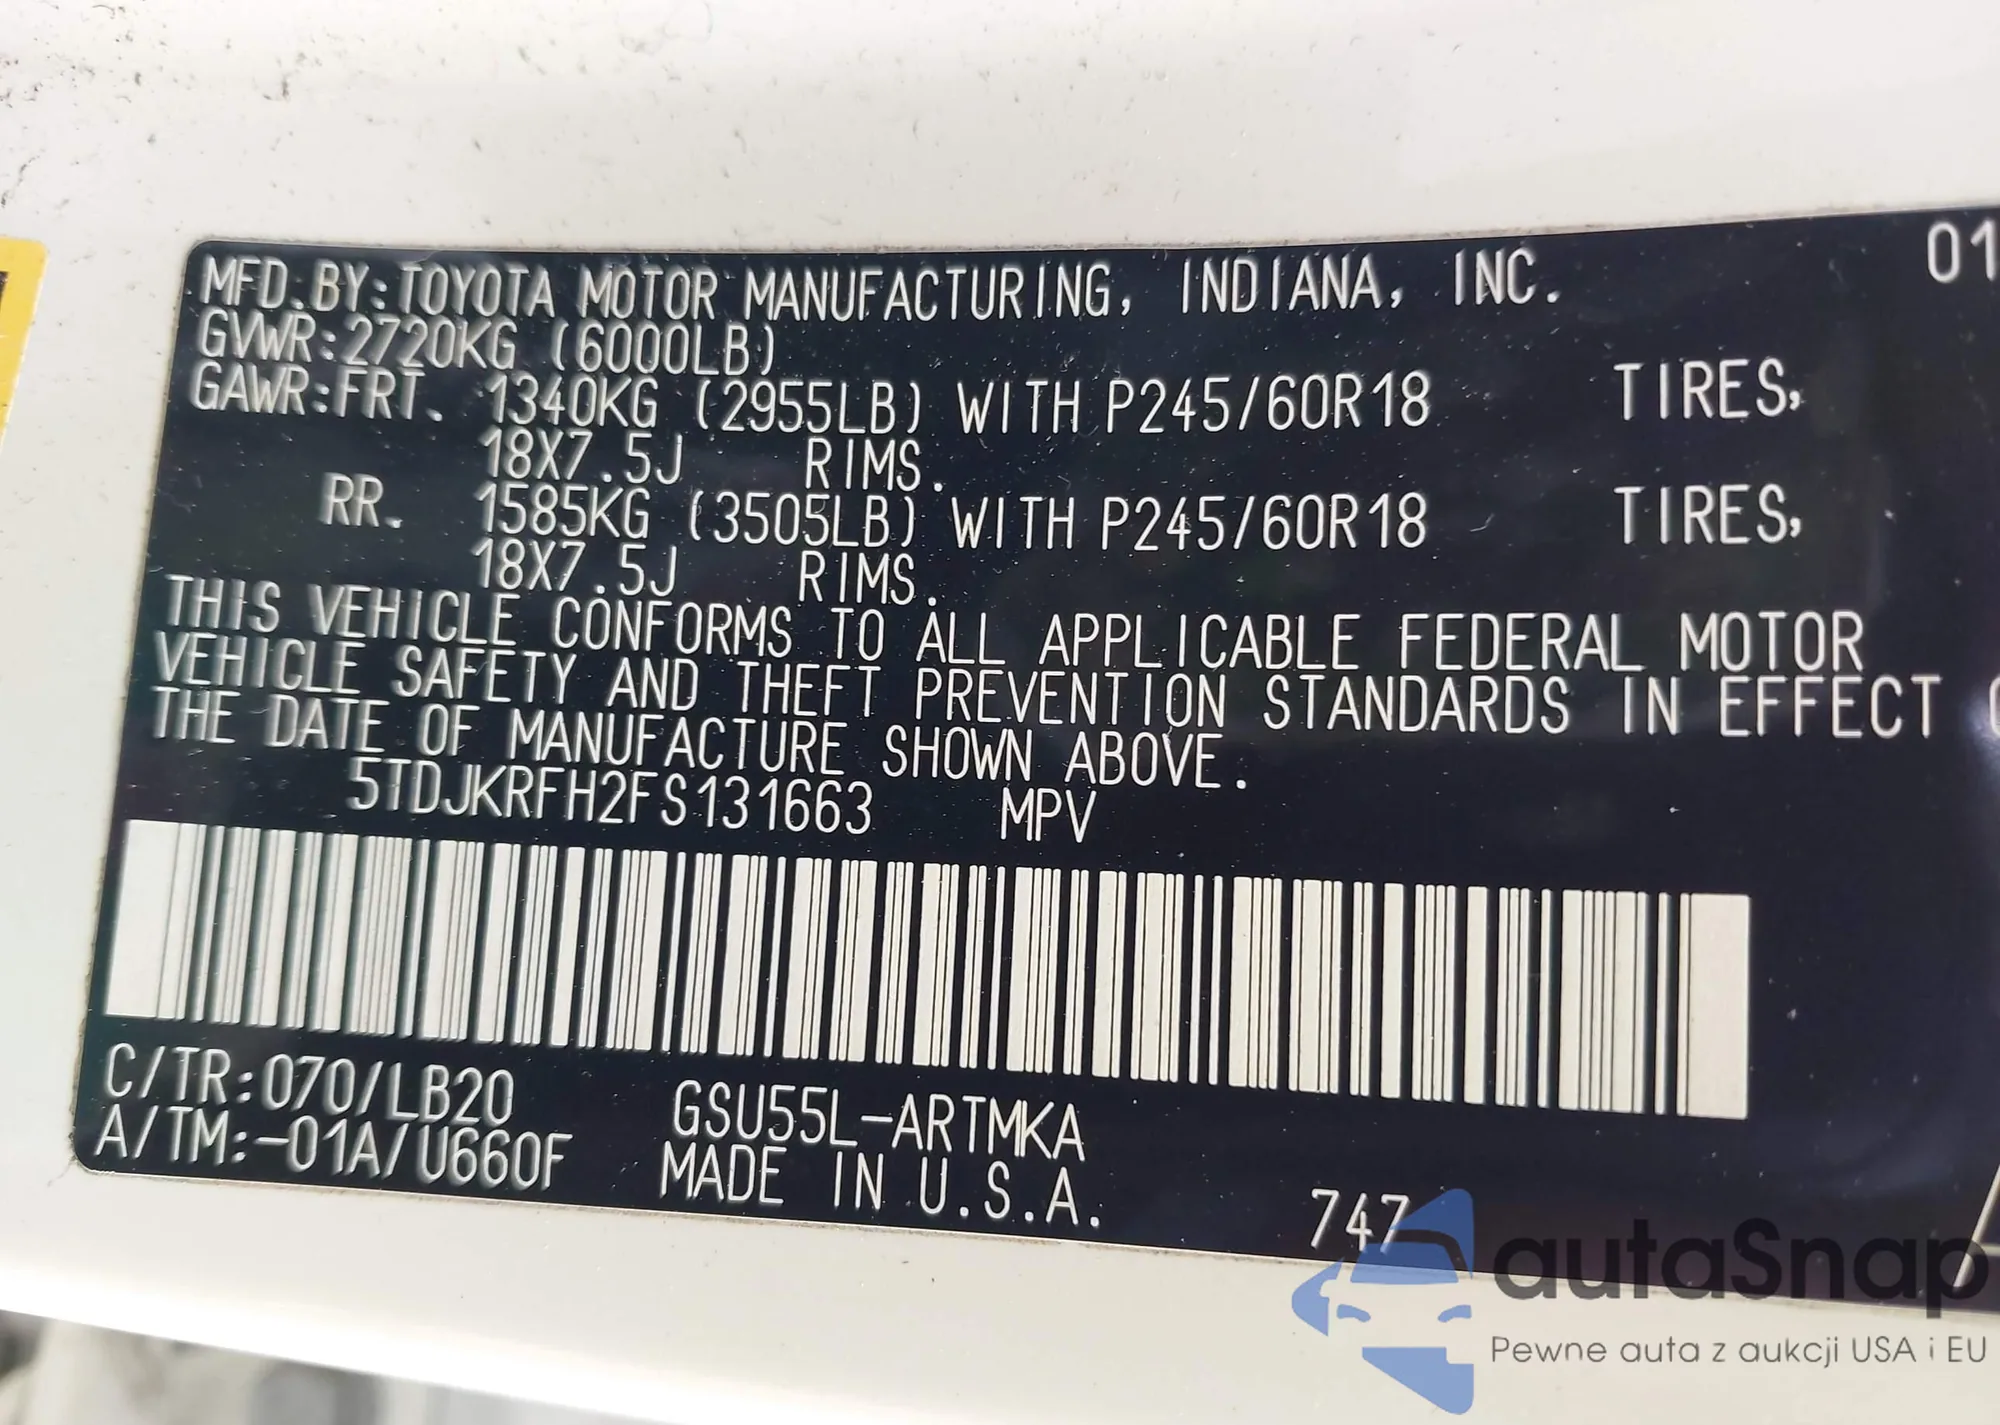 MFD.BY:TOYOTA MOTOR MANUFACTURING, INDIANA, INC. 01
GVWR:2720KG (6000LB)
GAWR:FRT. 1340KG (2955LB) WITH P245/60R18 TIRES,
18X7.5J RIMS.
RR. 1585KG (3505LB) WITH P245/60R18 TIRES,
18X7.5J RIMS.
THIS VEHICLE CONFORMS TO ALL APPLICABLE FEDERAL MOTOR
VEHICLE SAFETY AND THEFT PREVENTION STANDARDS IN EFFECT
THE DATE OF MANUFACTURE SHOWN ABOVE.
5TDJKRFH2FS131663 MPV
C/TR:070/LB20 GSU55L-ARTMKA
A/TM:-01A/U660F MADE IN U.S.A. 747
autaSnap
Pewne auta z aukcji USA i EU